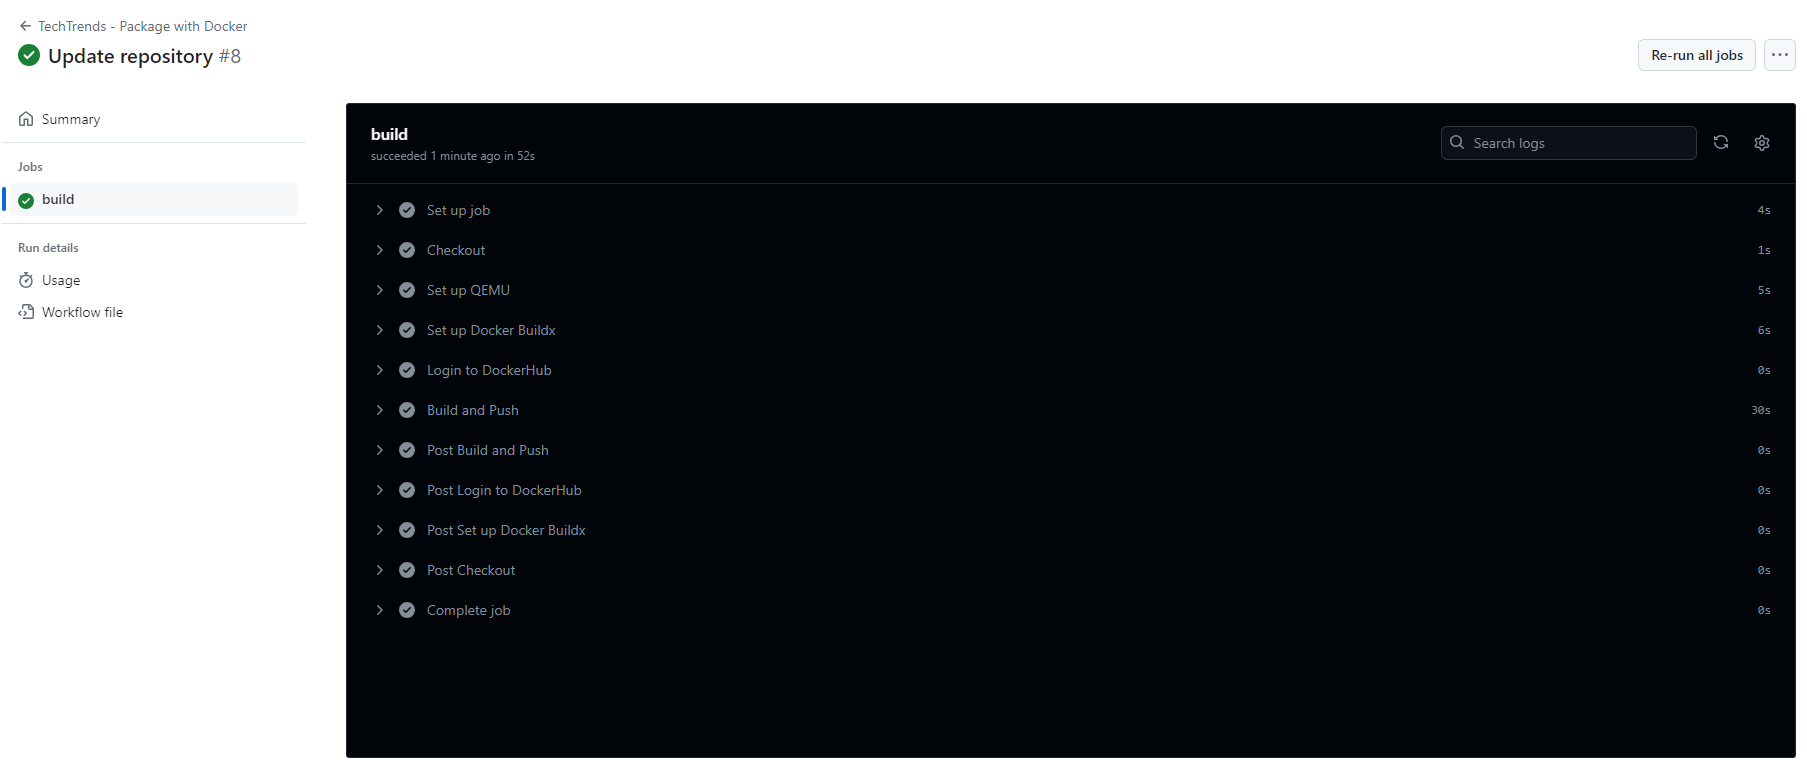 TechTrends - Package with Docker
Update repository #8
Re-run all jobs
Summary
Jobs
build
Run details
Usage
Workflow file
build
succeeded 1 minute ago in 52s
Search logs
Set up job 4s
Checkout 1s
Set up QEMU 5s
Set up Docker Buildx 6s
Login to DockerHub 0s
Build and Push 30s
Post Build and Push 0s
Post Login to DockerHub 0s
Post Set up Docker Buildx 0s
Post Checkout 0s
Complete job 0s